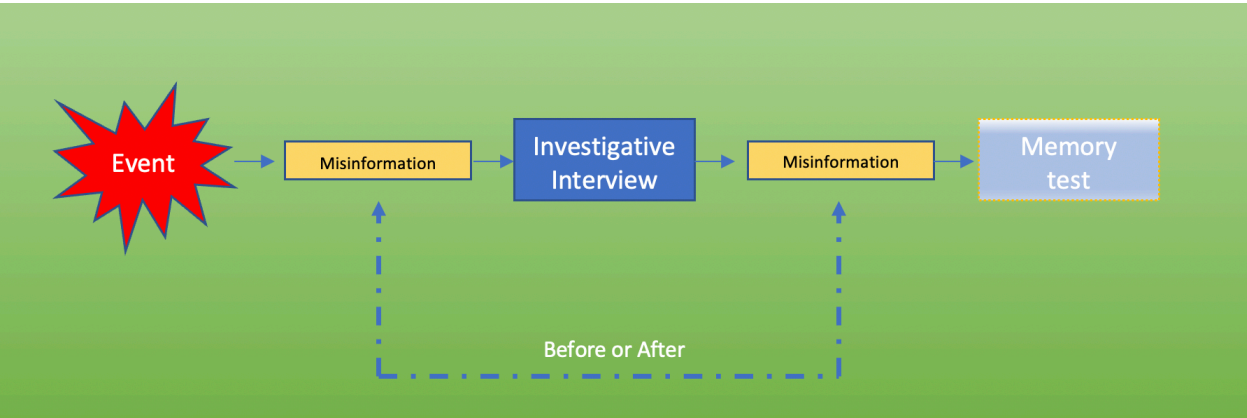 Event
Misinformation
Investigative
Interview
Misinformation
Memory
test
Before or After